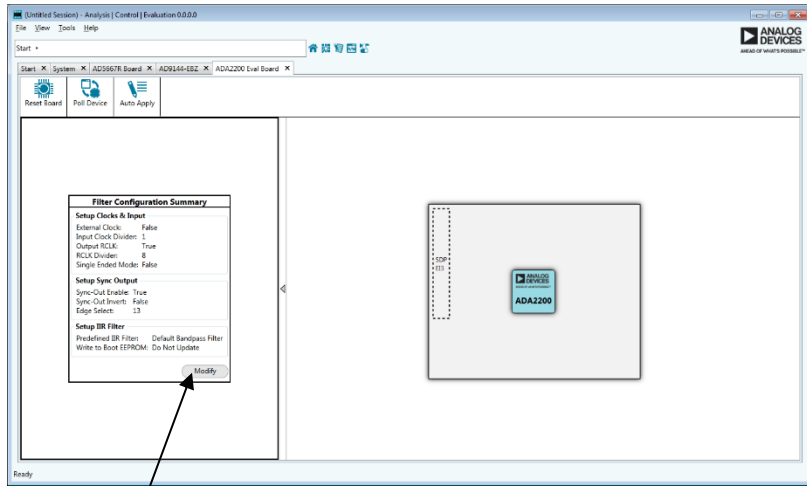 (Untitled Session) - Analysis | Control | Evaluation 0.0.0.0
File View Tools Help
Start
ANALOG
DEVICES
AHEAD OF WHAT'S POSSIBLE™
Start X System X AD5667R Board X AD9144-EBZ X ADA2200 Eval Board X
Reset Board Poll Device Auto Apply
Filter Configuration Summary
Setup Clocks & Input
External Clock: False
Input Clock Divider: 1
Output RCLK: True
RCLK Divider: 8
Single Ended Mode: False
Setup Sync Output
Sync-Out Enable: True
Sync-Out Invert: False
Edge Select: 13
Setup IIR Filter
Predefined IIR Filter: Default Bandpass Filter
Write to Boot EEPROM: Do Not Update
Modify
SDP
ANALOG
DEVICES
ADA2200
Ready